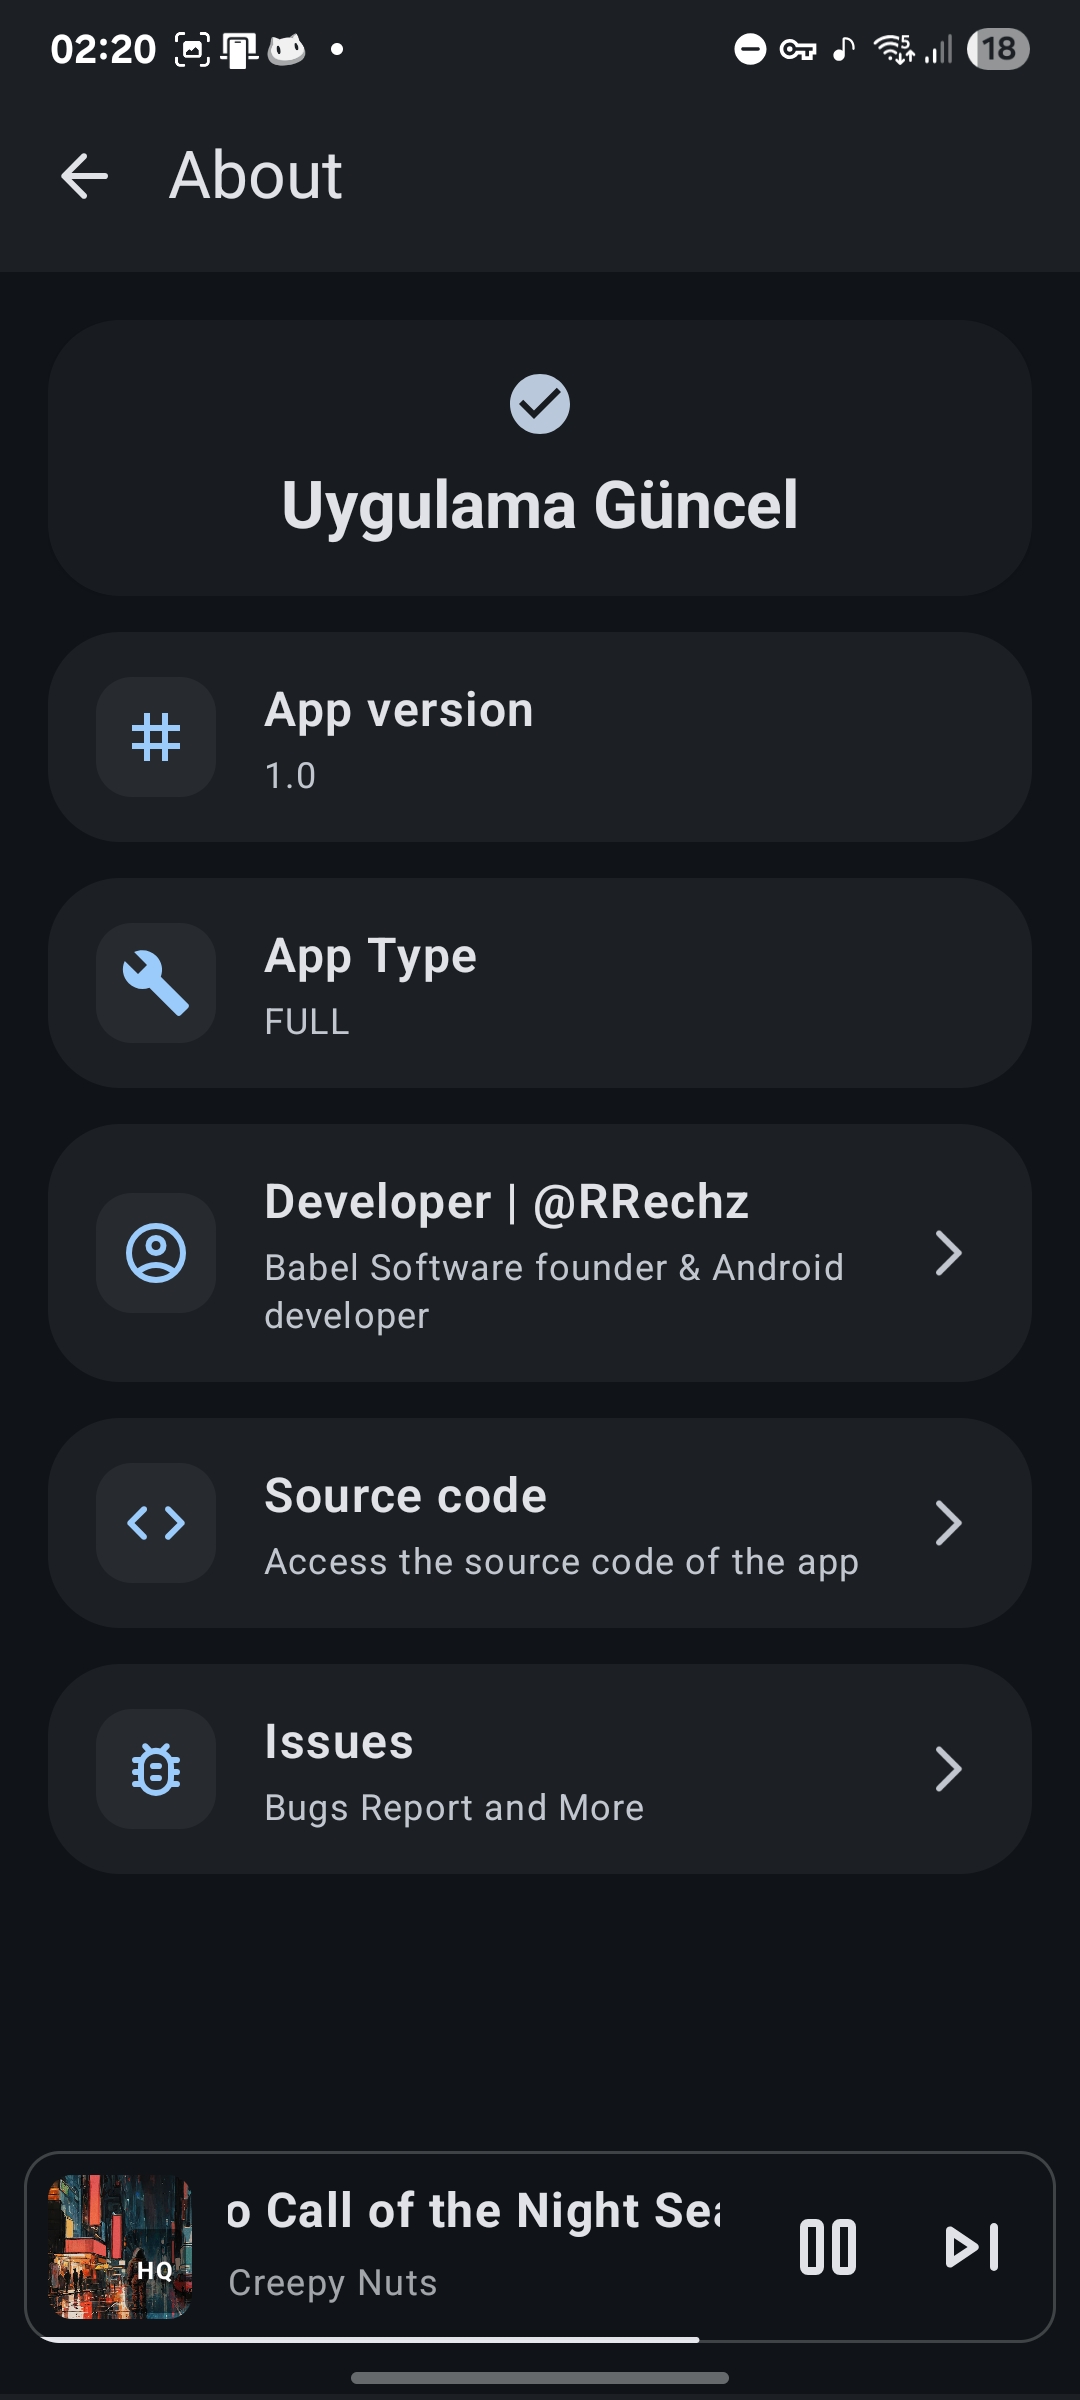 02:20
5
18
About
Uygulama Güncel
App version
1.0
App Type
FULL
Developer | @RRechz
Babel Software founder & Android
developer
Source code
Access the source code of the app
Issues
Bugs Report and More
o Call of the Night Sea
HQ
Creepy Nuts